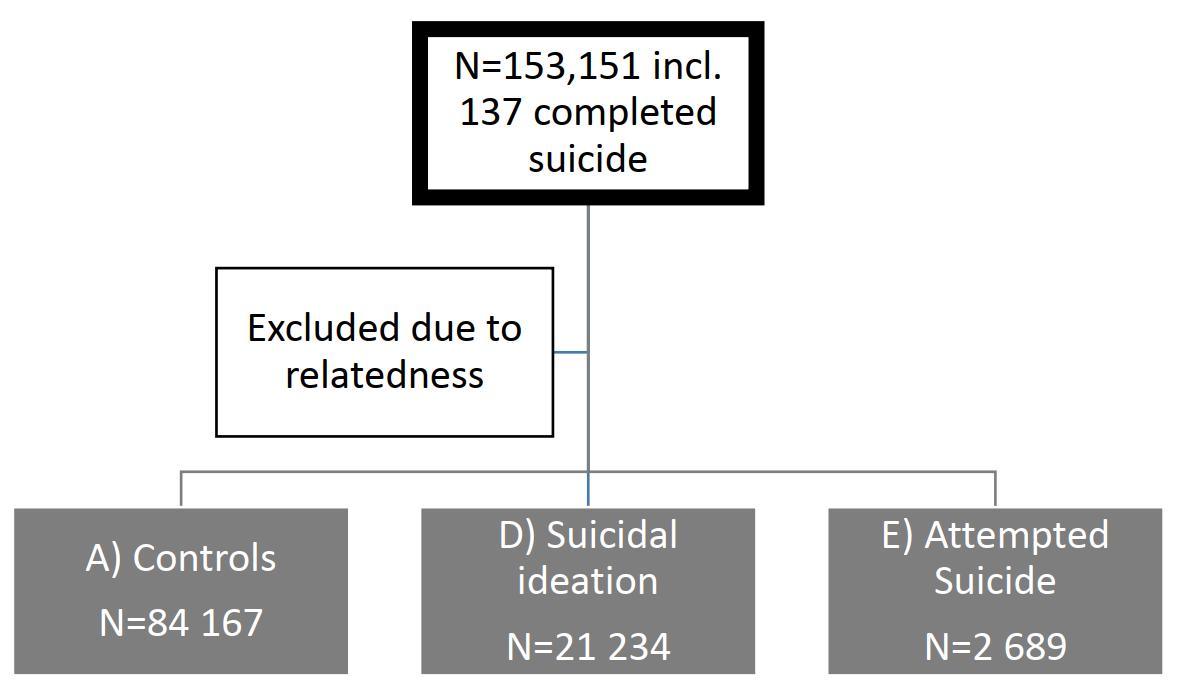 N=153,151 incl.
137 completed
suicide
Excluded due to
relatedness
A) Controls
N=84 167
D) Suicidal
ideation
N=21 234
E) Attempted
Suicide
N=2 689